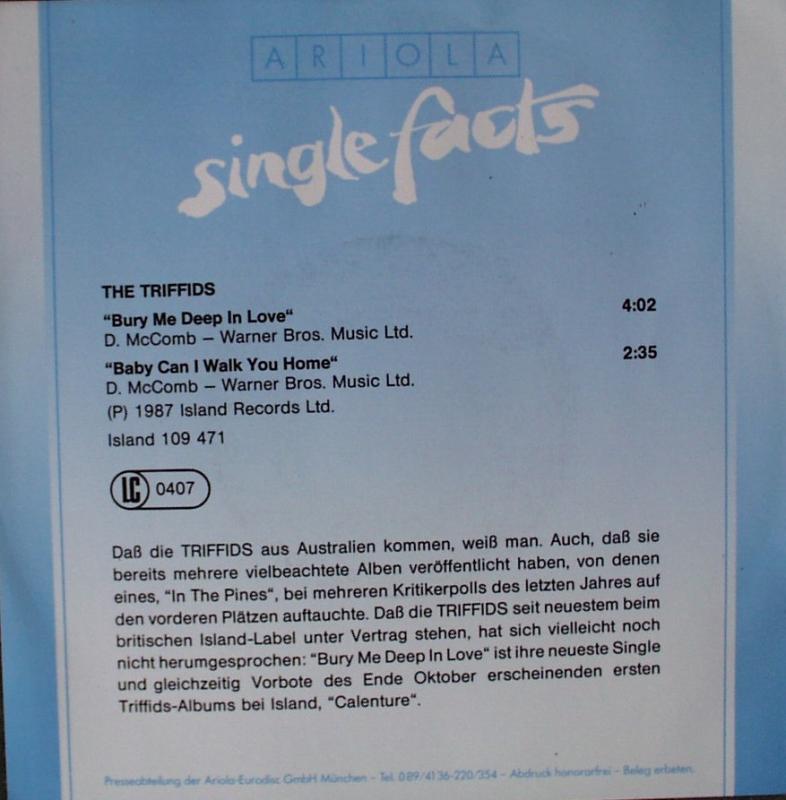 ARIOLA
single facts
THE TRIFFIDS
“Bury Me Deep In Love“ 4:02
D. McComb – Warner Bros. Music Ltd.
“Baby Can I Walk You Home“ 2:35
D. McComb – Warner Bros. Music Ltd.
(P) 1987 Island Records Ltd.
Island 109 471
LC 0407
Daß die TRIFFIDS aus Australien kommen, weiß man. Auch, daß sie
bereits mehrere vielbeachtete Alben veröffentlicht haben, von denen
eines, “In The Pines“, bei mehreren Kritikerpolls des letzten Jahres auf
den vorderen Plätzen auftauchte. Daß die TRIFFIDS seit neuestem beim
britischen Island-Label unter Vertrag stehen, hat sich vielleicht noch
nicht herumgesprochen: “Bury Me Deep In Love“ ist ihre neueste Single
und gleichzeitig Vorbote des Ende Oktober erscheinenden ersten
Triffids-Albums bei Island, “Calenture“.
Presseabteilung der Ariola-Eurodisc GmbH München – Tel. 089/4136-220/354 – Abdruck honorarfrei – Beleg erbeten.